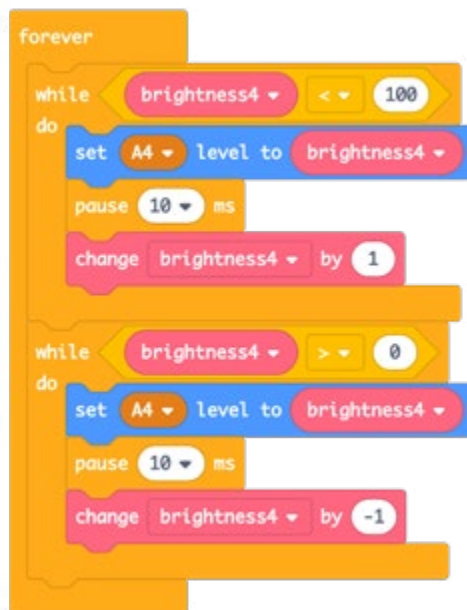 forever
while brightness4 < 100
do
set A4 level to brightness4
pause 10 ms
change brightness4 by 1
while brightness4 > 0
do
set A4 level to brightness4
pause 10 ms
change brightness4 by -1